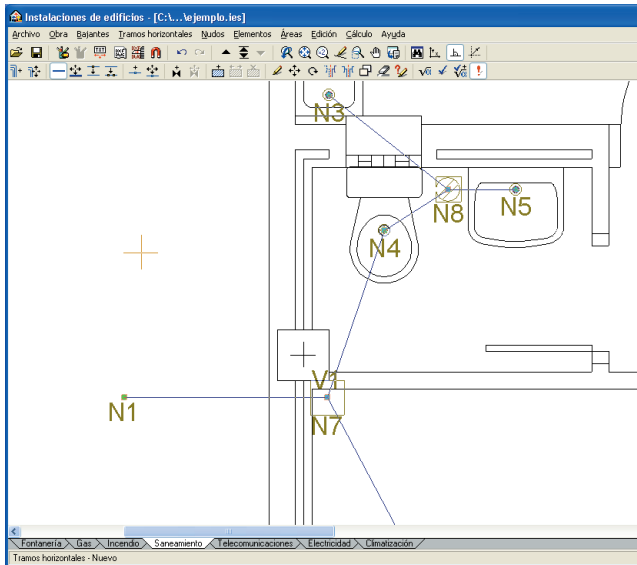 Instalaciones de edificios - [C:\...\ejemplo.ies]
Archivo Obra Bajantes Tramos horizontales Nudos Elementos Áreas Edición Cálculo Ayuda
N3
N8
N5
N4
V1
N1
N7
Fontanería Gas Incendio Saneamiento Telecomunicaciones Electricidad Climatización
Tramos horizontales - Nuevo